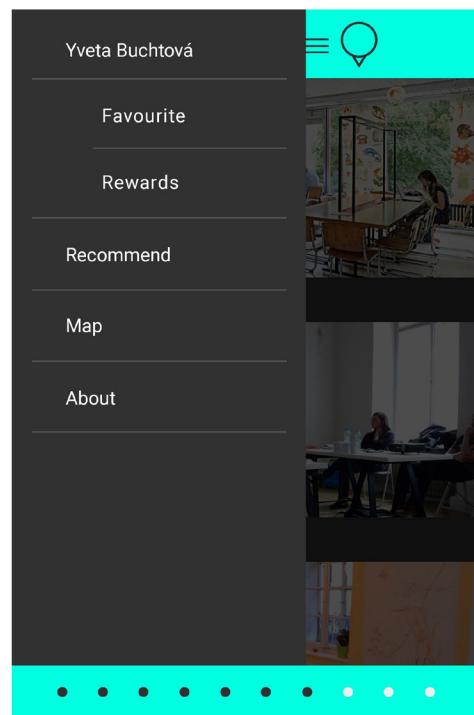 Yveta Buchtová
Favourite
Rewards
Recommend
Map
About